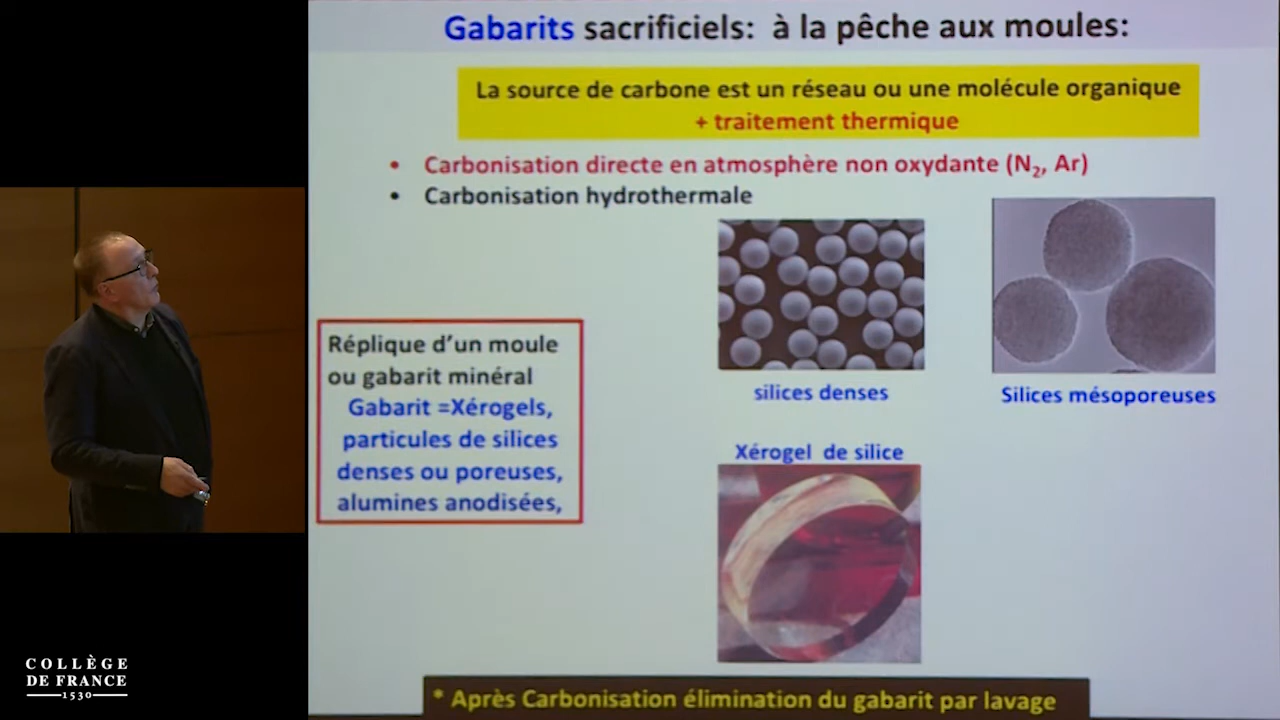 Gabarits sacrificiels: à la pêche aux moules:
La source de carbone est un réseau ou une molécule organique
+ traitement thermique
• Carbonisation directe en atmosphère non oxydante (N₂, Ar)
• Carbonisation hydrothermale
Réplique d'un moule
ou gabarit minéral
Gabarit =Xérogels,
particules de silices
denses ou poreuses,
alumines anodisées,
silices denses
Silices mésoporeuses
Xérogel de silice
* Après Carbonisation élimination du gabarit par lavage
COLLÈGE
DE FRANCE
1530